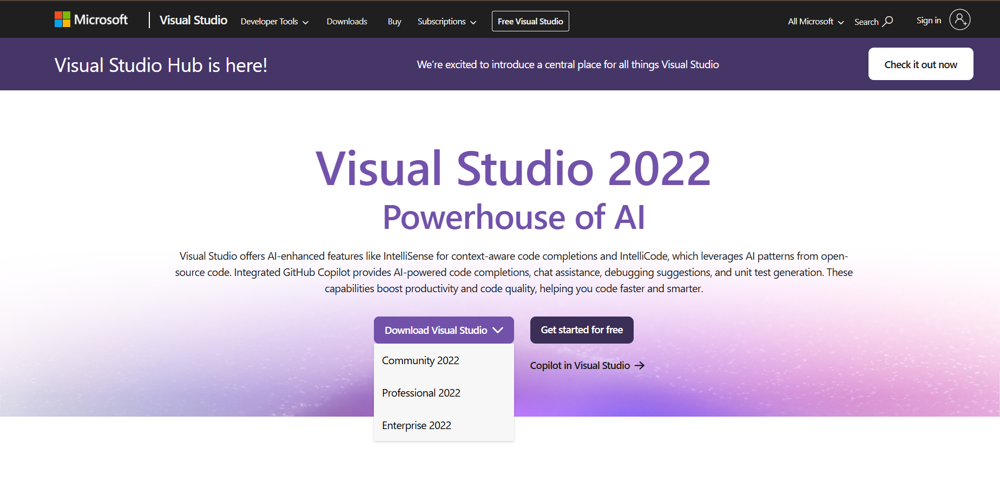 Microsoft
Visual Studio
Developer Tools
Downloads
Buy
Subscriptions
Free Visual Studio
All Microsoft
Search
Sign in
Visual Studio Hub is here!
We’re excited to introduce a central place for all things Visual Studio
Check it out now
Visual Studio 2022
Powerhouse of AI
Visual Studio offers AI-enhanced features like IntelliSense for context-aware code completions and IntelliCode, which leverages AI patterns from open-
source code. Integrated GitHub Copilot provides AI-powered code completions, chat assistance, debugging suggestions, and unit test generation. These
capabilities boost productivity and code quality, helping you code faster and smarter.
Download Visual Studio
Community 2022
Professional 2022
Enterprise 2022
Get started for free
Copilot in Visual Studio